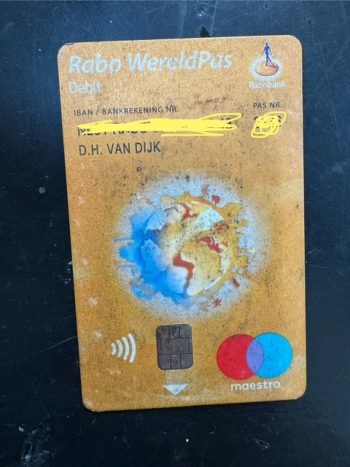 Rabo WereldPas
Debit
Rabobank
IBAN / BANKREKENING NR.
PAS NR.
D.H. VAN DIJK
maestro